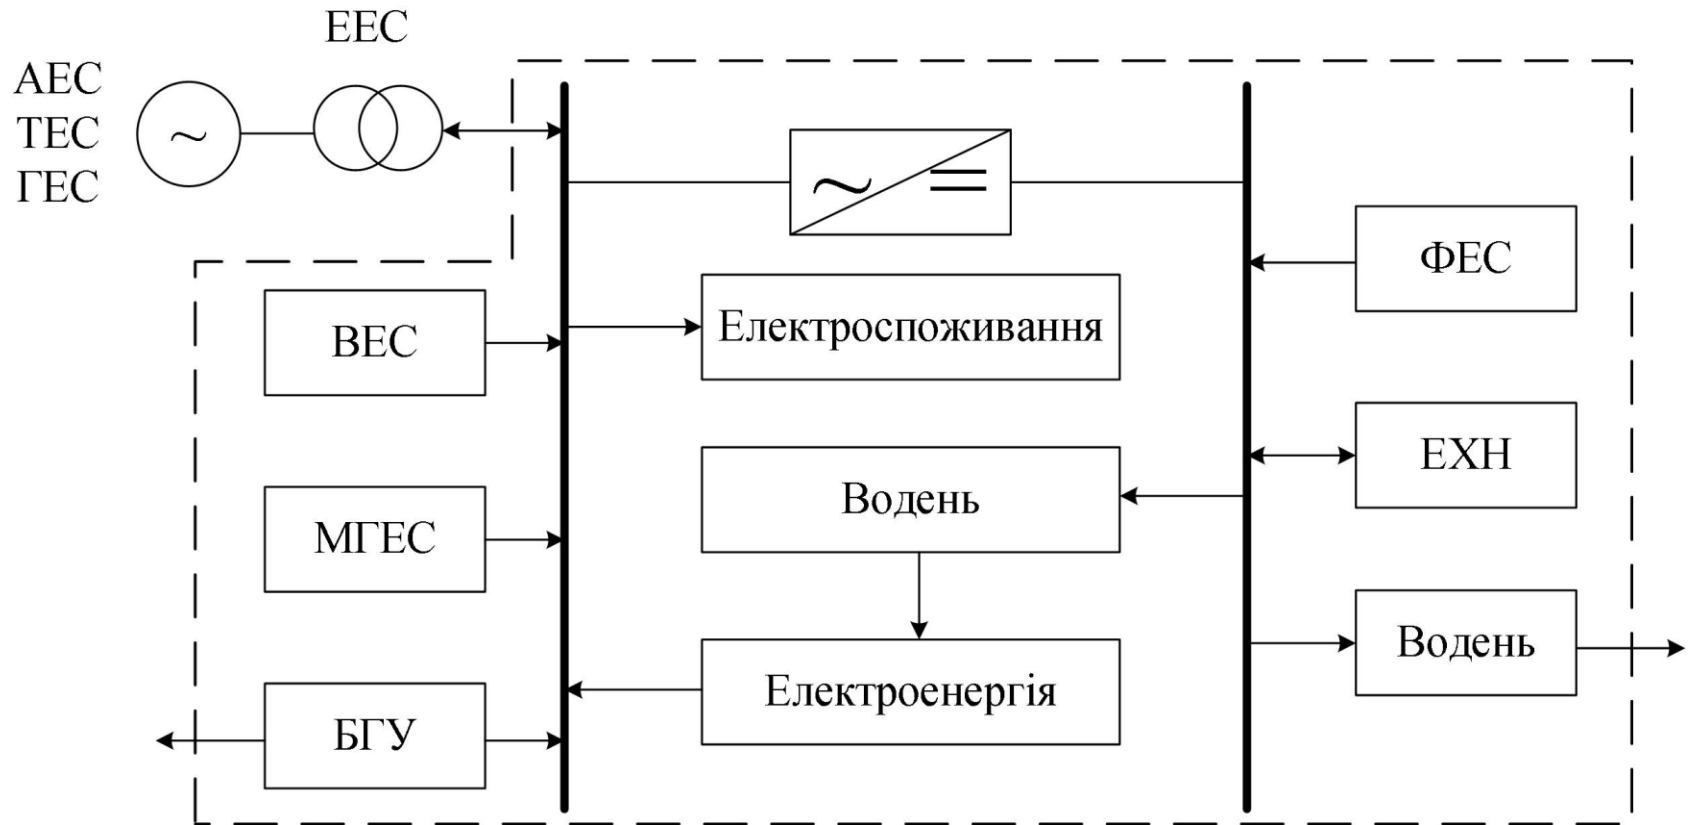 ЕЕС
АЕС
ТЕС
ГЕС
~
~ =
ФЕС
Електроспоживання
ВЕС
ЕХН
Водень
МГЕС
Водень
Електроенергія
БГУ